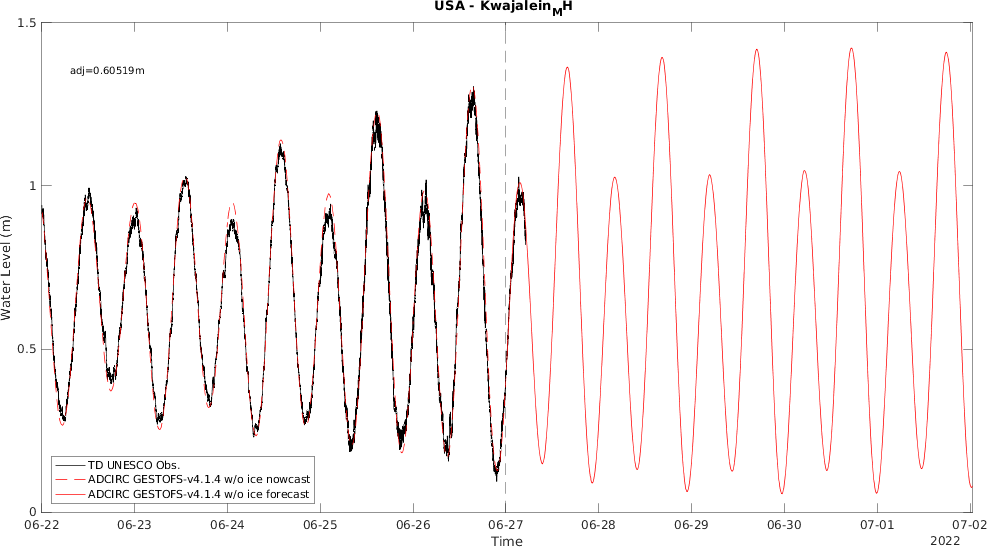 USA - Kwajalein_MH
1.5
adj=0.60519m
1
Water Level (m)
0.5
TD UNESCO Obs.
ADCIRC GESTOFS-v4.1.4 w/o ice nowcast
ADCIRC GESTOFS-v4.1.4 w/o ice forecast
0
06-22 06-23 06-24 06-25 06-26 06-27 06-28 06-29 06-30 07-01 07-02
Time
2022